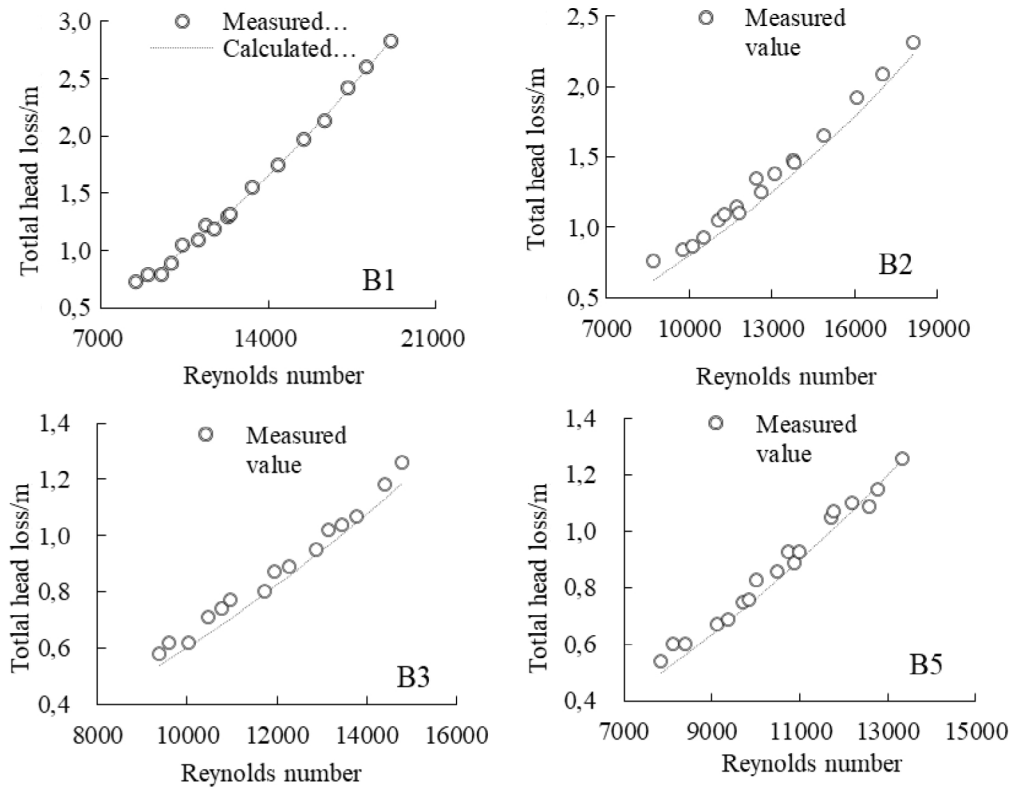 3,0
2,5
2,0
1,5
1,0
0,5
Totlal head loss/m
Measured…
Calculated…
B1
7000 14000 21000
Reynolds number
2,5
2,0
1,5
1,0
0,5
Total head loss/m
Measured
value
B2
7000 10000 13000 16000 19000
Reynolds number
1,4
1,2
1,0
0,8
0,6
0,4
Totlal head loss/m
Measured
value
B3
8000 10000 12000 14000 16000
Reynolds number
1,4
1,2
1,0
0,8
0,6
0,4
Totlal head loss/m
Measured
value
B5
7000 9000 11000 13000 15000
Reynolds number